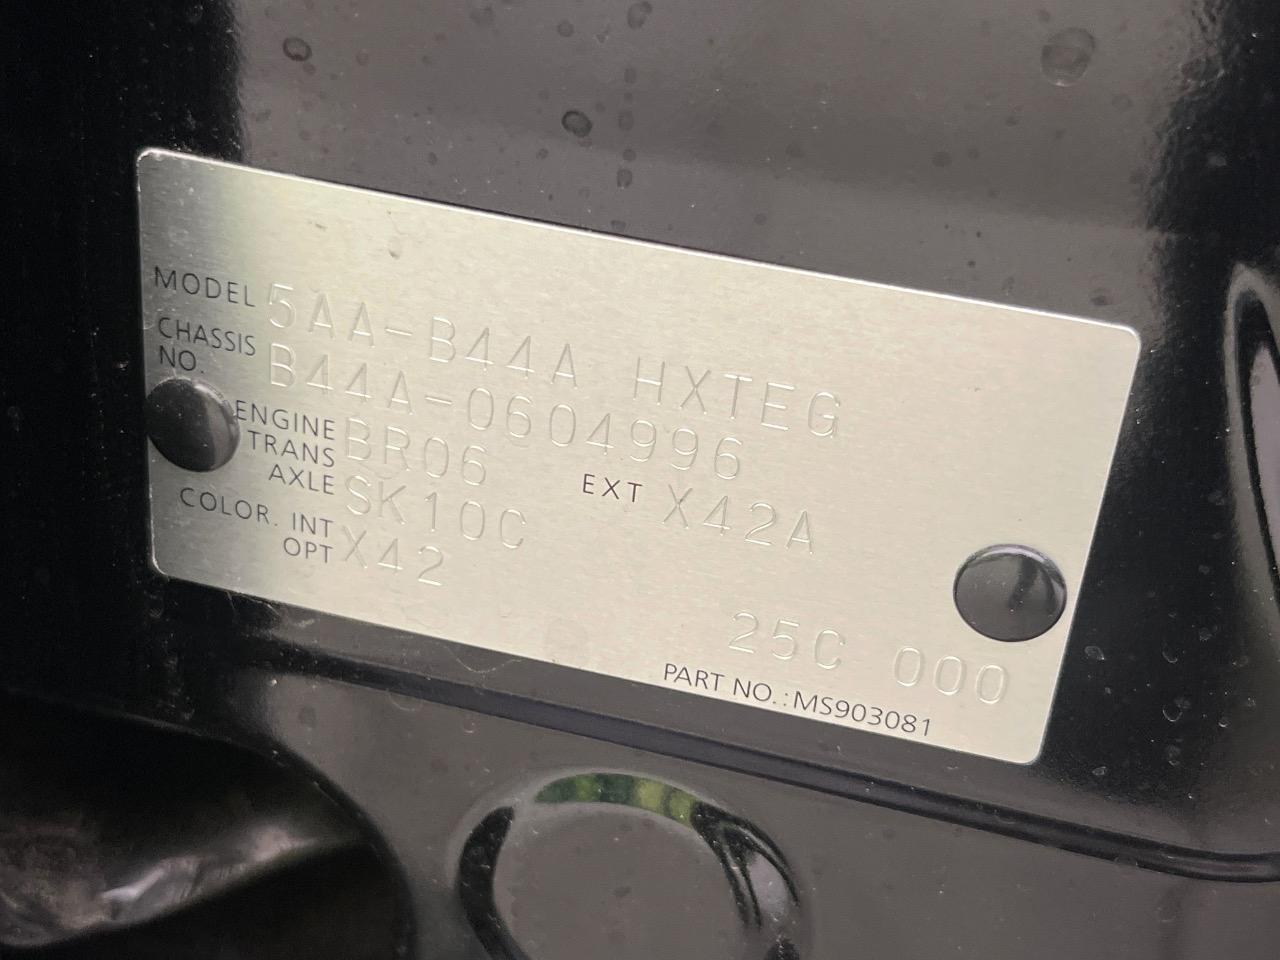 MODEL 5AA-B44A HXTEG
CHASSIS NO. B44A-0604996
ENGINE BR06 EXT X42A
TRANS AXLE SK10C
COLOR. INT X42
OPT
25C 000
PART NO.:MS903081